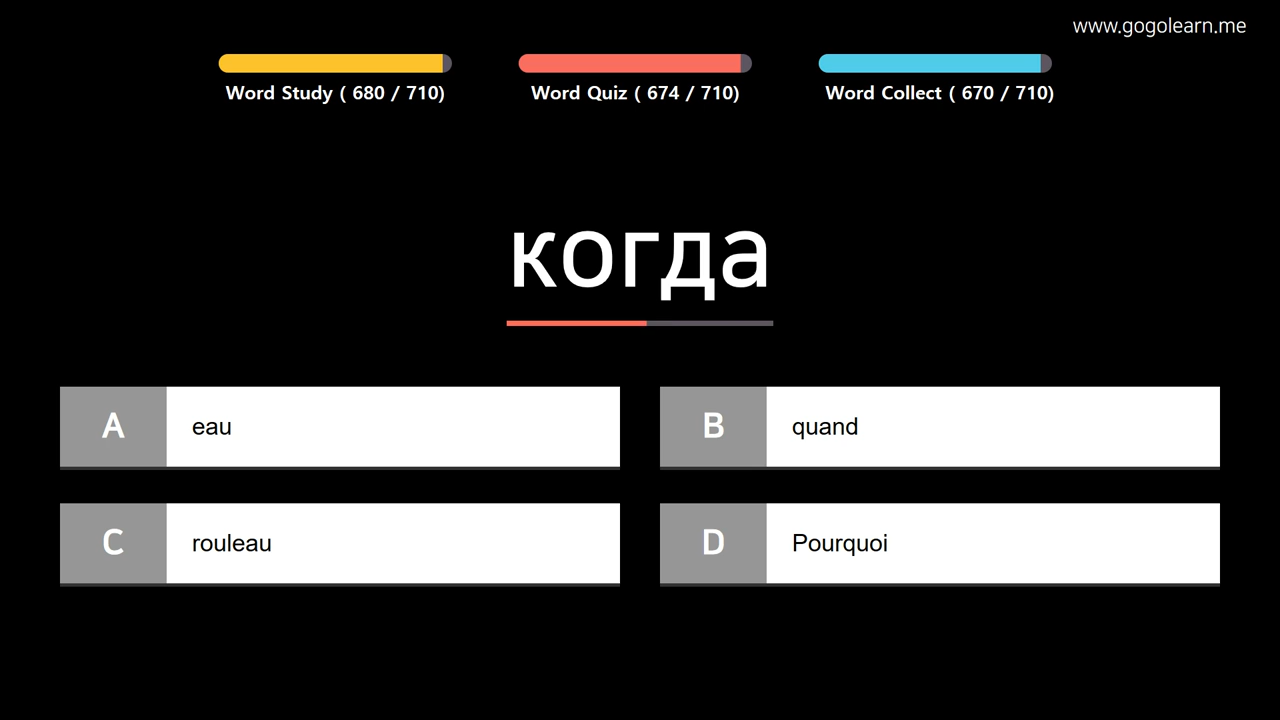 www.gogolearn.me
Word Study ( 680 / 710)
Word Quiz ( 674 / 710)
Word Collect ( 670 / 710)
когда
A eau
B quand
C rouleau
D Pourquoi